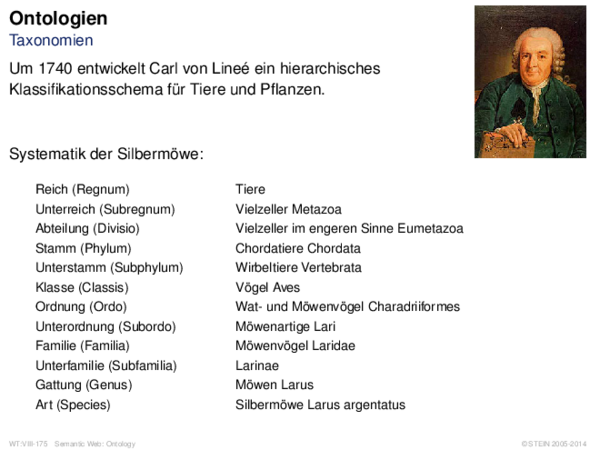 Ontologien
Taxonomien
Um 1740 entwickelt Carl von Lineé ein hierarchisches
Klassifikationsschema für Tiere und Pflanzen.
Systematik der Silbermöwe:
Reich (Regnum) Tiere
Unterreich (Subregnum) Vielzeller Metazoa
Abteilung (Divisio) Vielzeller im engeren Sinne Eumetazoa
Stamm (Phylum) Chordatiere Chordata
Unterstamm (Subphylum) Wirbeltiere Vertebrata
Klasse (Classis) Vögel Aves
Ordnung (Ordo) Wat- und Möwenvögel Charadriiformes
Unterordnung (Subordo) Möwenartige Lari
Familie (Familia) Möwenvögel Laridae
Unterfamilie (Subfamilia) Larinae
Gattung (Genus) Möwen Larus
Art (Species) Silbermöwe Larus argentatus
WT:VIII-175 Semantic Web: Ontology © STEIN 2005-2014